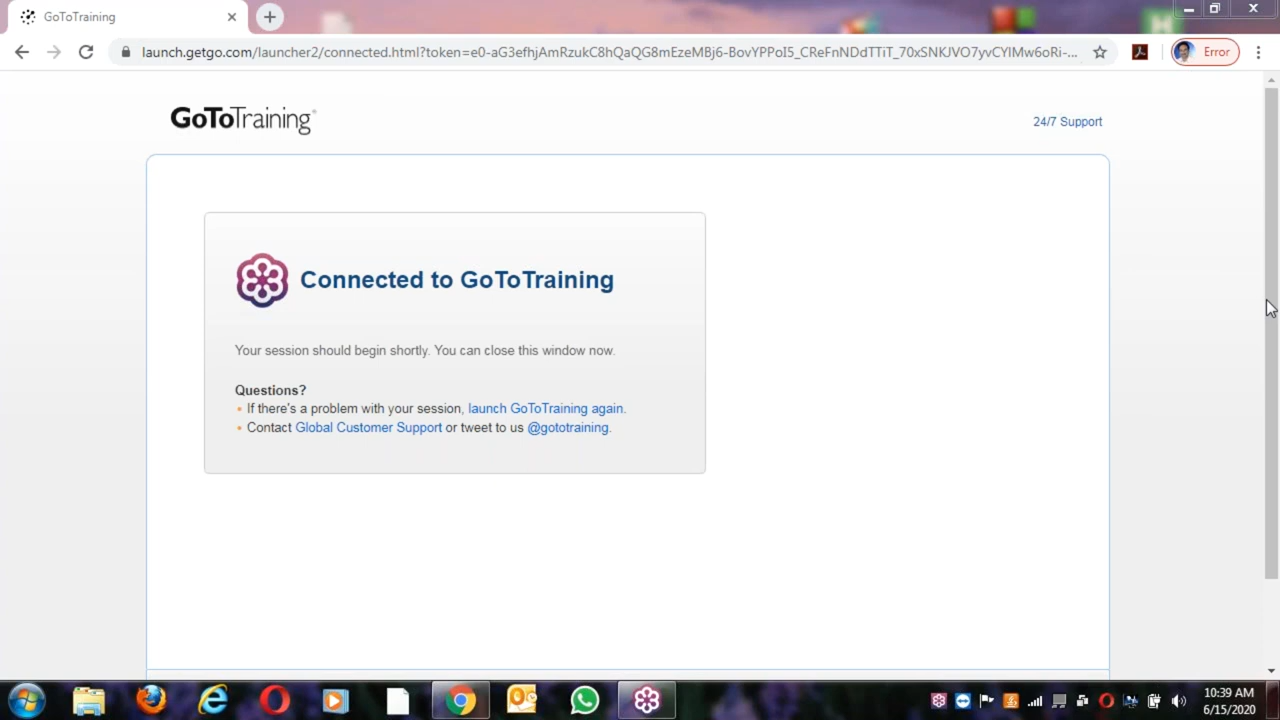 GoToTraining
launch.getgo.com/launcher2/connected.html?token=e0-aG3efhjAmRzukC8hQaQG8mEzeMBj6-BovYPPoI5_CReFnNDdTTiT_70xSNKJVO7yvCYIMw6oRi-...
Error
GoToTraining
24/7 Support
Connected to GoToTraining
Your session should begin shortly. You can close this window now.
Questions?
• If there's a problem with your session, launch GoToTraining again.
• Contact Global Customer Support or tweet to us @gototraining.
10:39 AM
6/15/2020